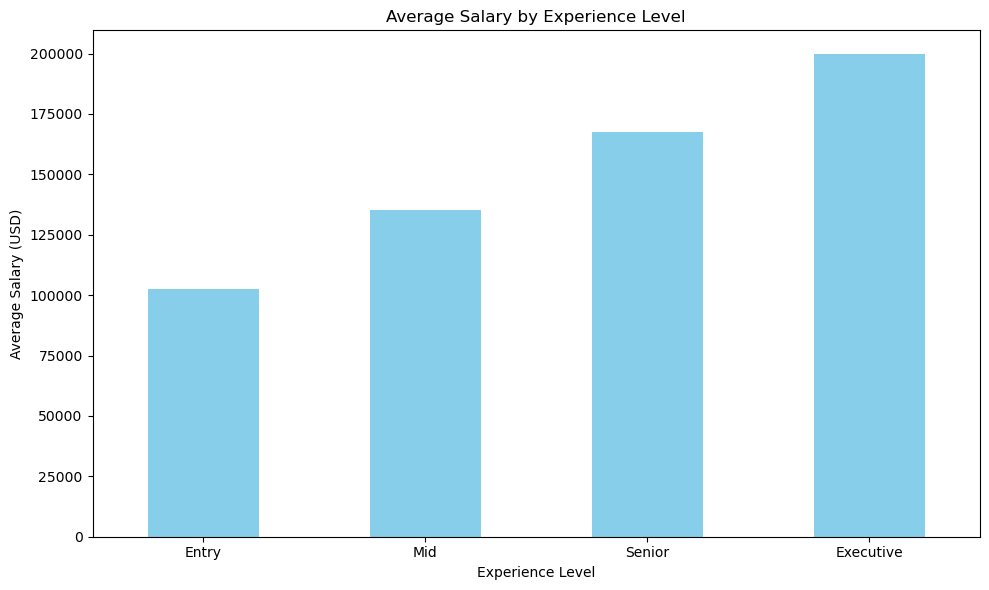 Average Salary by Experience Level
Average Salary (USD)
200000
175000
150000
125000
100000
75000
50000
25000
0
Entry Mid Senior Executive
Experience Level